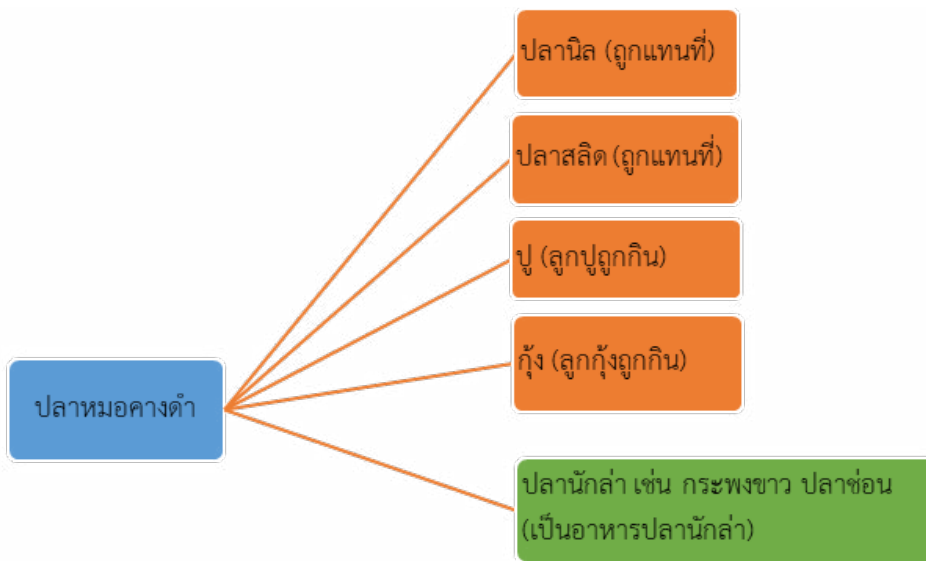 ปลานิล (ถูกแทนที่)
ปลาสลิด (ถูกแทนที่)
ปู (ลูกปูถูกกิน)
กุ้ง (ลูกกุ้งถูกกิน)
ปลาหมอคางดำ
ปลานักล่า เช่น กระพงขาว ปลาช่อน
(เป็นอาหารปลานักล่า)